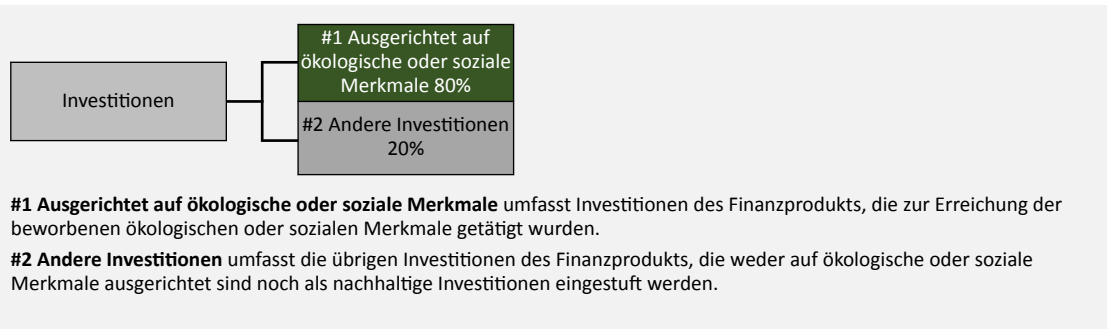 Investitionen
#1 Ausgerichtet auf
ökologische oder soziale
Merkmale 80%
#2 Andere Investitionen
20%
#1 Ausgerichtet auf ökologische oder soziale Merkmale umfasst Investitionen des Finanzprodukts, die zur Erreichung der
beworbenen ökologischen oder sozialen Merkmale getätigt wurden.
#2 Andere Investitionen umfasst die übrigen Investitionen des Finanzprodukts, die weder auf ökologische oder soziale
Merkmale ausgerichtet sind noch als nachhaltige Investitionen eingestuft werden.